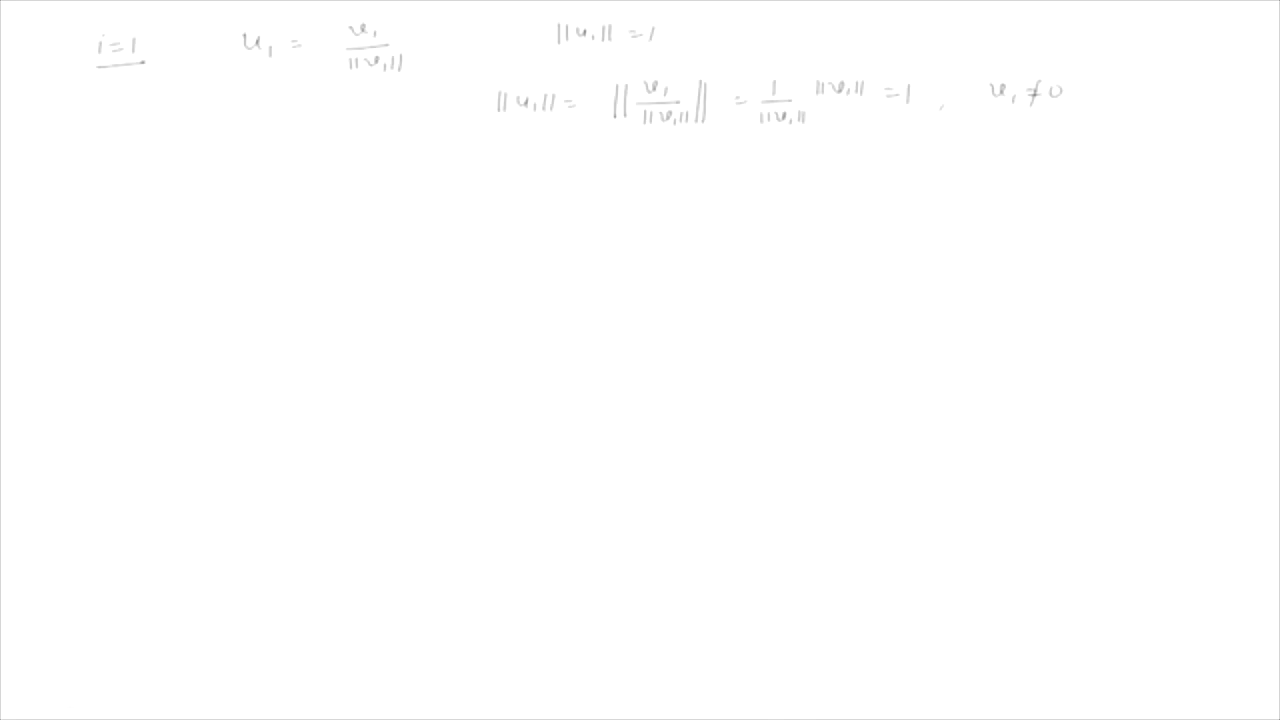 i=1 u₁ = v₁/||v₁|| ||u₁|| = 1
||u₁|| = ||v₁/||v₁|||| = 1/||v₁|| ||v₁|| = 1, v₁ ≠ 0